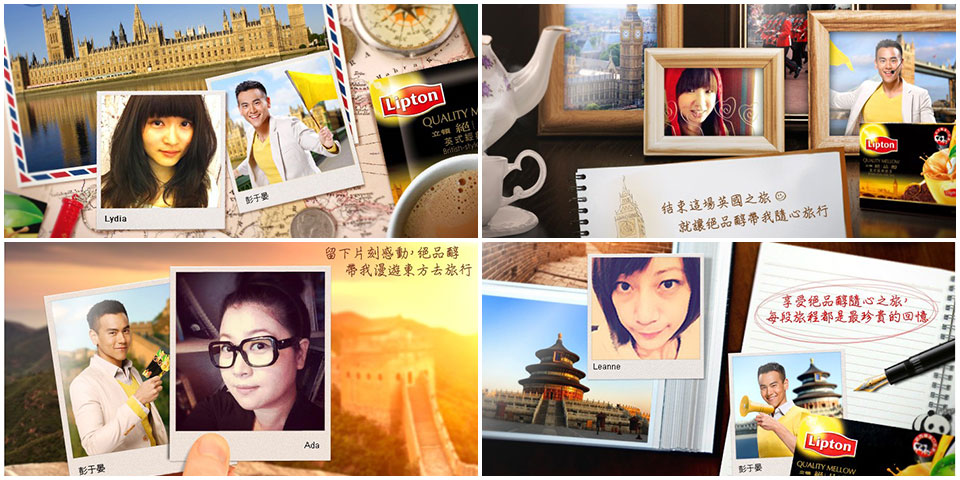 Lipton
QUALITY MELLOW
立頓 絕
英式經
British-style
Lydia
彭于晏
結束這場英國之旅☺
就讓絕品醇帶我隨心旅行
Lipton
QUALITY MELLOW
留下片刻感動，絕品醇
帶我漫遊東方去旅行
彭于晏
Ada
Leanne
享受絕品醇隨心之旅，
每段旅程都是最珍貴的回憶
彭于晏
Lipton
QUALITY MELLOW